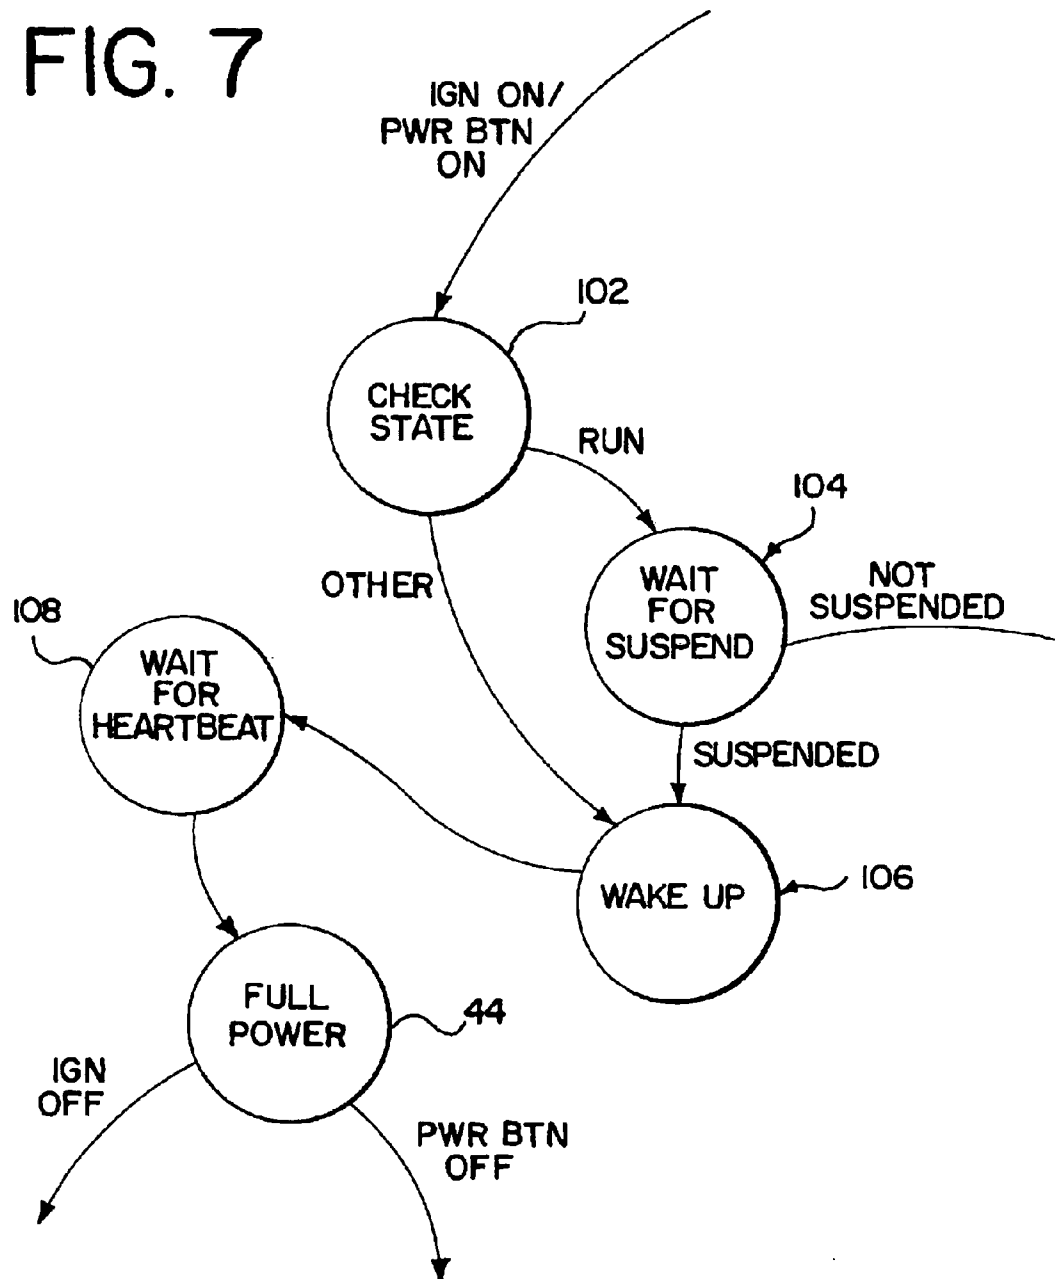 FIG. 7
IGN ON/
PWR BTN
ON
102
CHECK
STATE
RUN
104
OTHER
WAIT
FOR
SUSPEND
NOT
SUSPENDED
108
WAIT
FOR
HEARTBEAT
SUSPENDED
WAKE UP
106
FULL
POWER
44
IGN
OFF
PWR BTN
OFF